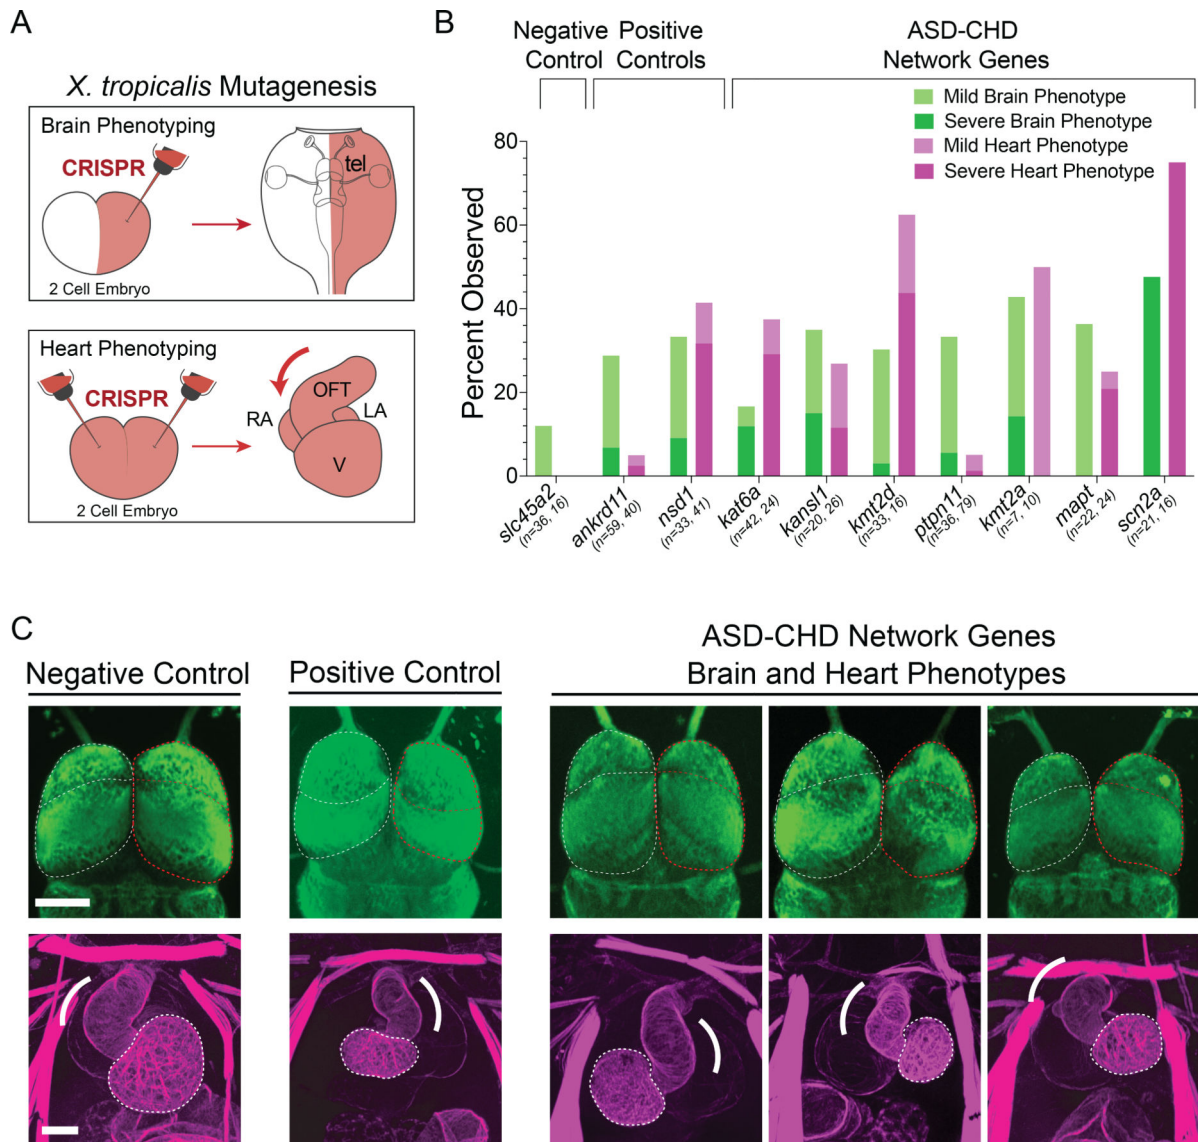 A
X. tropicalis Mutagenesis
Brain Phenotyping
CRISPR
2 Cell Embryo
tel
Heart Phenotyping
CRISPR
2 Cell Embryo
OFT
RA
LA
V
B
Negative Control
Positive Controls
ASD-CHD Network Genes
Mild Brain Phenotype
Severe Brain Phenotype
Mild Heart Phenotype
Severe Heart Phenotype
Percent Observed
80
60
40
20
0
slc45a2
(n=36, 16)
ankrd11
(n=59, 40)
nsd1
(n=33, 41)
kat6a
(n=42, 24)
kansl1
(n=20, 26)
kmt2d
(n=33, 16)
ptpn11
(n=36, 79)
kmt2a
(n=7, 10)
mapt
(n=22, 24)
scn2a
(n=21, 16)
C
Negative Control
Positive Control
ASD-CHD Network Genes
Brain and Heart Phenotypes